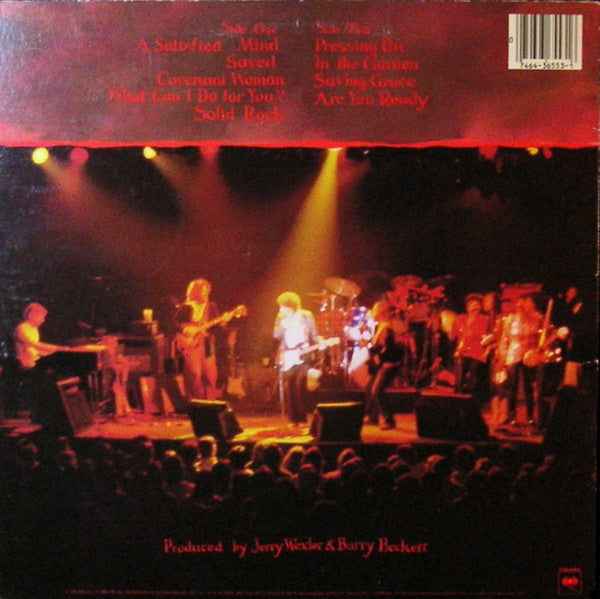 Side One
A Satisfied Mind
Saved
Covenant Woman
What Can I Do for You?
Solid Rock
Side Two
Pressing On
In the Garden
Saving Grace
Are You Ready
0
7464-36553-1
Produced by Jerry Wexler & Barry Beckett